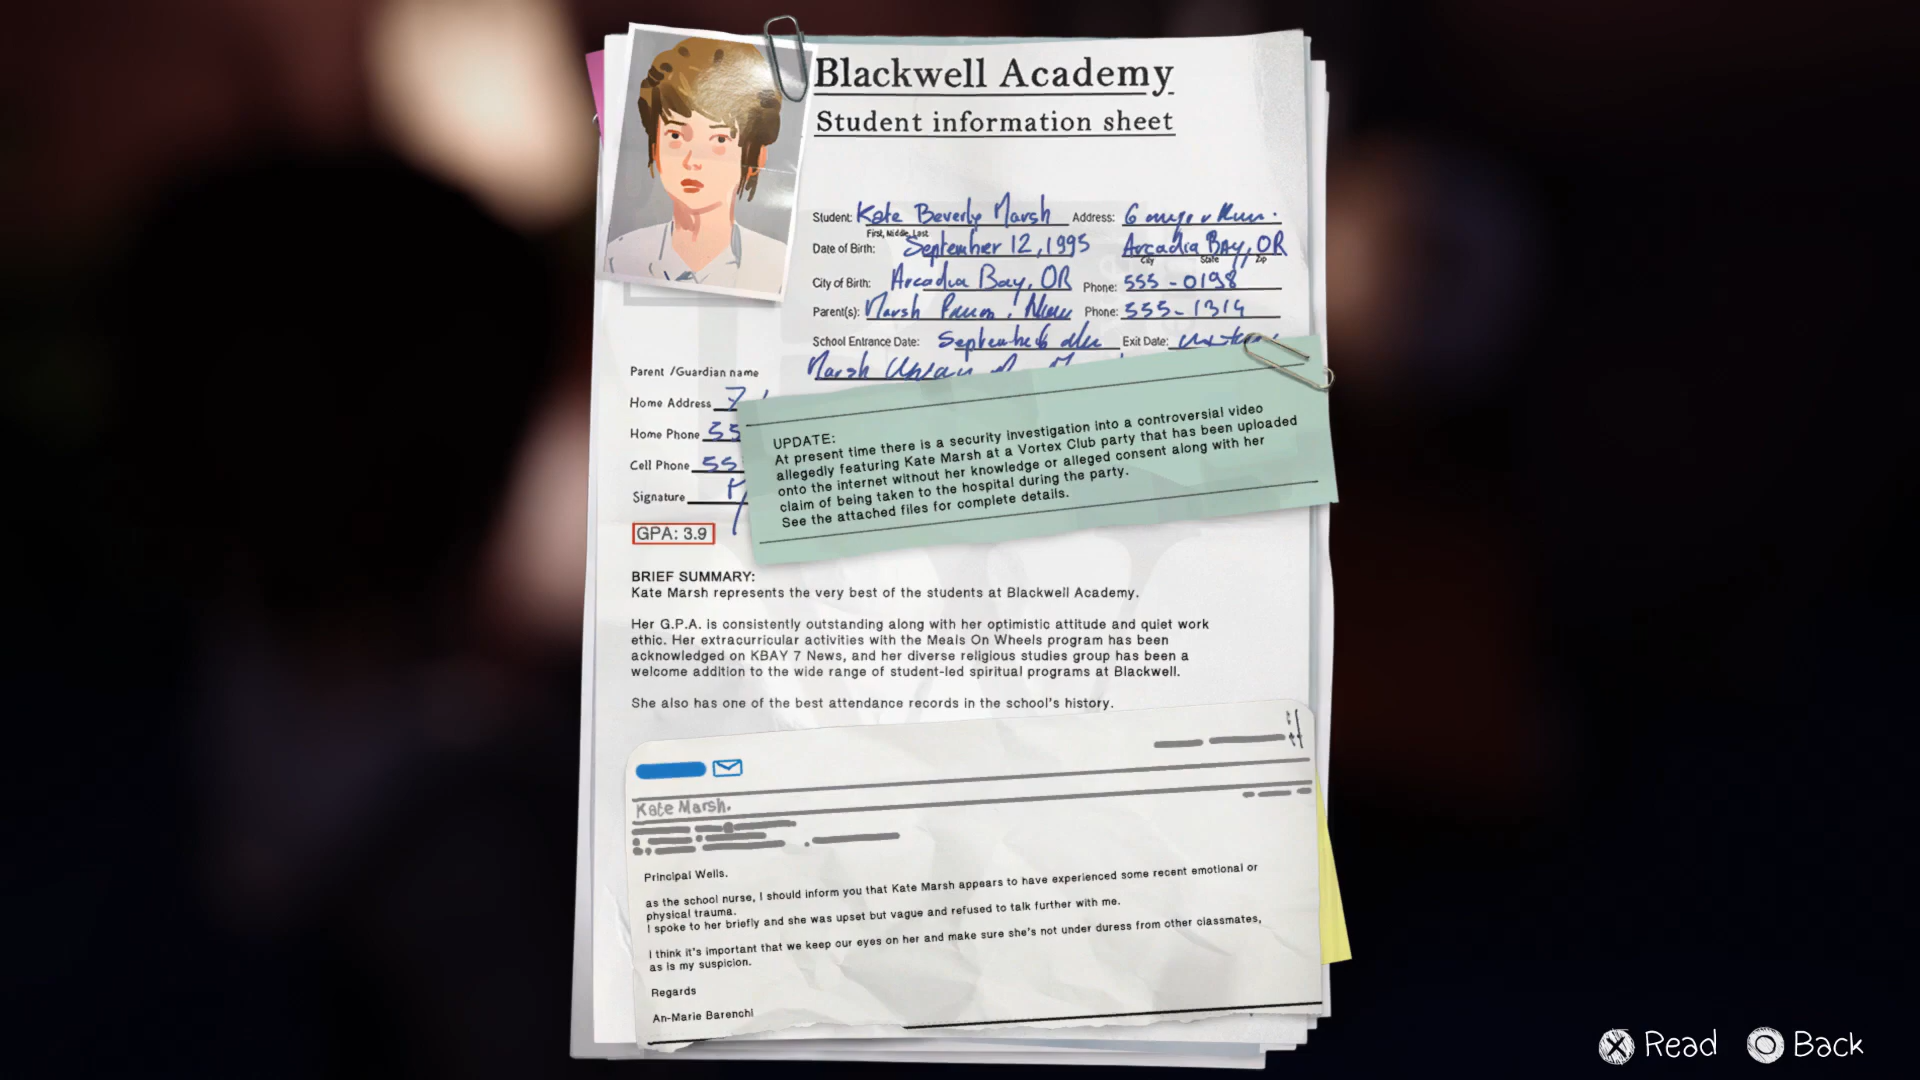 Blackwell Academy
Student information sheet
Student: Kate Beverly Marsh Address:
First, Middle, Last
Date of Birth: September 12, 1995 Arcadia Bay, OR
City State Zip
City of Birth: Arcadia Bay, OR Phone: 555-0198
Parent(s): Marsh Phone: 555-1314
School Entrance Date: Exit Date:
Parent /Guardian name Marsh
Home Address 7
Home Phone 55
Cell Phone 55
Signature
UPDATE:
At present time there is a security investigation into a controversial video
allegedly featuring Kate Marsh at a Vortex Club party that has been uploaded
onto the internet without her knowledge or alleged consent along with her
claim of being taken to the hospital during the party.
See the attached files for complete details.
GPA: 3.9
BRIEF SUMMARY:
Kate Marsh represents the very best of the students at Blackwell Academy.
Her G.P.A. is consistently outstanding along with her optimistic attitude and quiet work
ethic. Her extracurricular activities with the Meals On Wheels program has been
acknowledged on KBAY 7 News, and her diverse religious studies group has been a
welcome addition to the wide range of student-led spiritual programs at Blackwell.
She also has one of the best attendance records in the school's history.
Kate Marsh.
Principal Wells.
as the school nurse, I should inform you that Kate Marsh appears to have experienced some recent emotional or
physical trauma.
I spoke to her briefly and she was upset but vague and refused to talk further with me.
I think it's important that we keep our eyes on her and make sure she's not under duress from other classmates,
as is my suspicion.
Regards
An-Marie Barenchi
Read Back